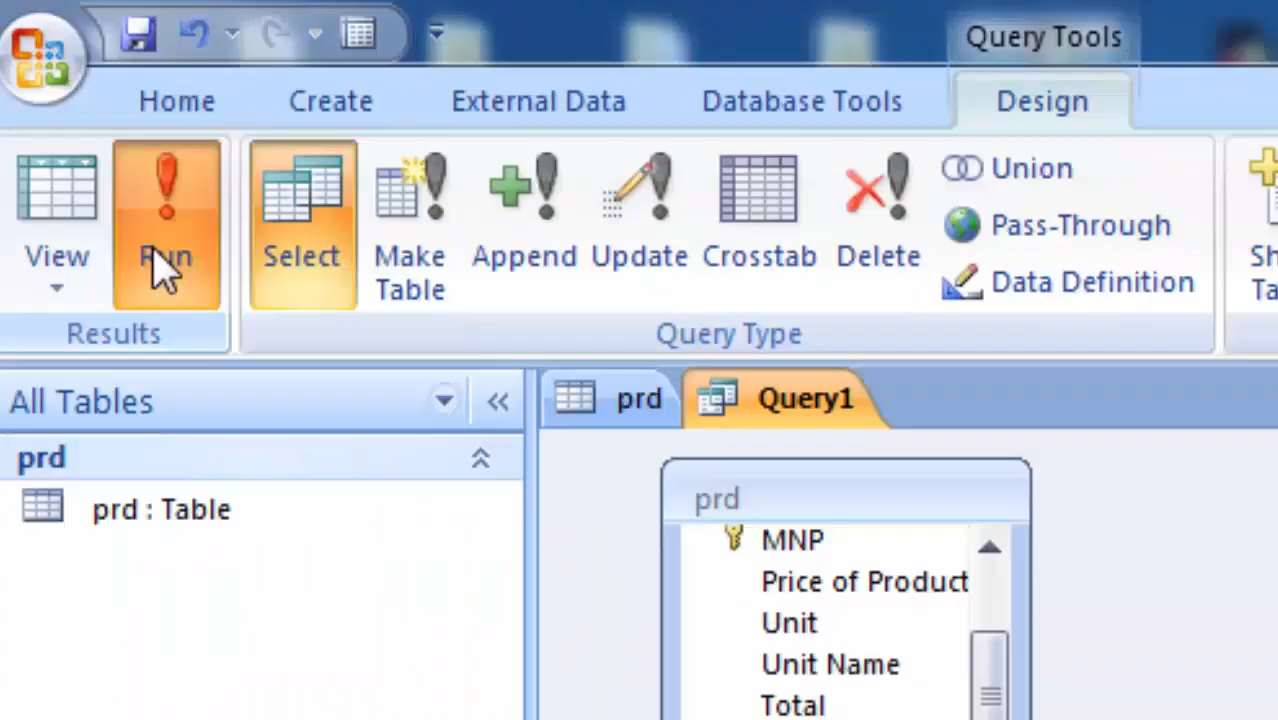 Query Tools
Home Create External Data Database Tools Design
View Run Select Make Table Append Update Crosstab Delete
Union
Pass-Through
Data Definition
Results Query Type
All Tables
prd Query1
prd
prd : Table
prd
MNP
Price of Product
Unit
Unit Name
Total